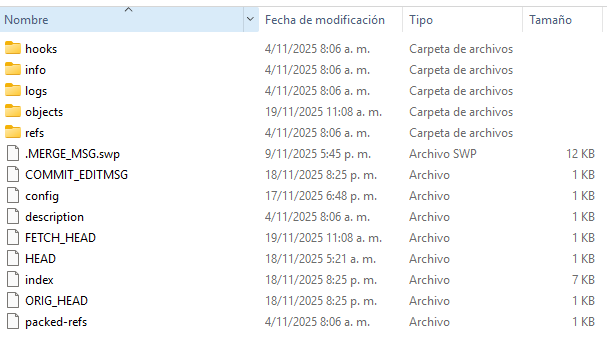 Nombre Fecha de modificación Tipo Tamaño
hooks 4/11/2025 8:06 a. m. Carpeta de archivos
info 4/11/2025 8:06 a. m. Carpeta de archivos
logs 4/11/2025 8:06 a. m. Carpeta de archivos
objects 19/11/2025 11:08 a. m. Carpeta de archivos
refs 4/11/2025 8:06 a. m. Carpeta de archivos
.MERGE_MSG.swp 9/11/2025 5:45 p. m. Archivo SWP 12 KB
COMMIT_EDITMSG 18/11/2025 8:25 p. m. Archivo 1 KB
config 17/11/2025 6:48 p. m. Archivo 1 KB
description 4/11/2025 8:06 a. m. Archivo 1 KB
FETCH_HEAD 19/11/2025 11:08 a. m. Archivo 1 KB
HEAD 18/11/2025 5:21 a. m. Archivo 1 KB
index 18/11/2025 8:25 p. m. Archivo 7 KB
ORIG_HEAD 18/11/2025 8:25 p. m. Archivo 1 KB
packed-refs 4/11/2025 8:06 a. m. Archivo 1 KB